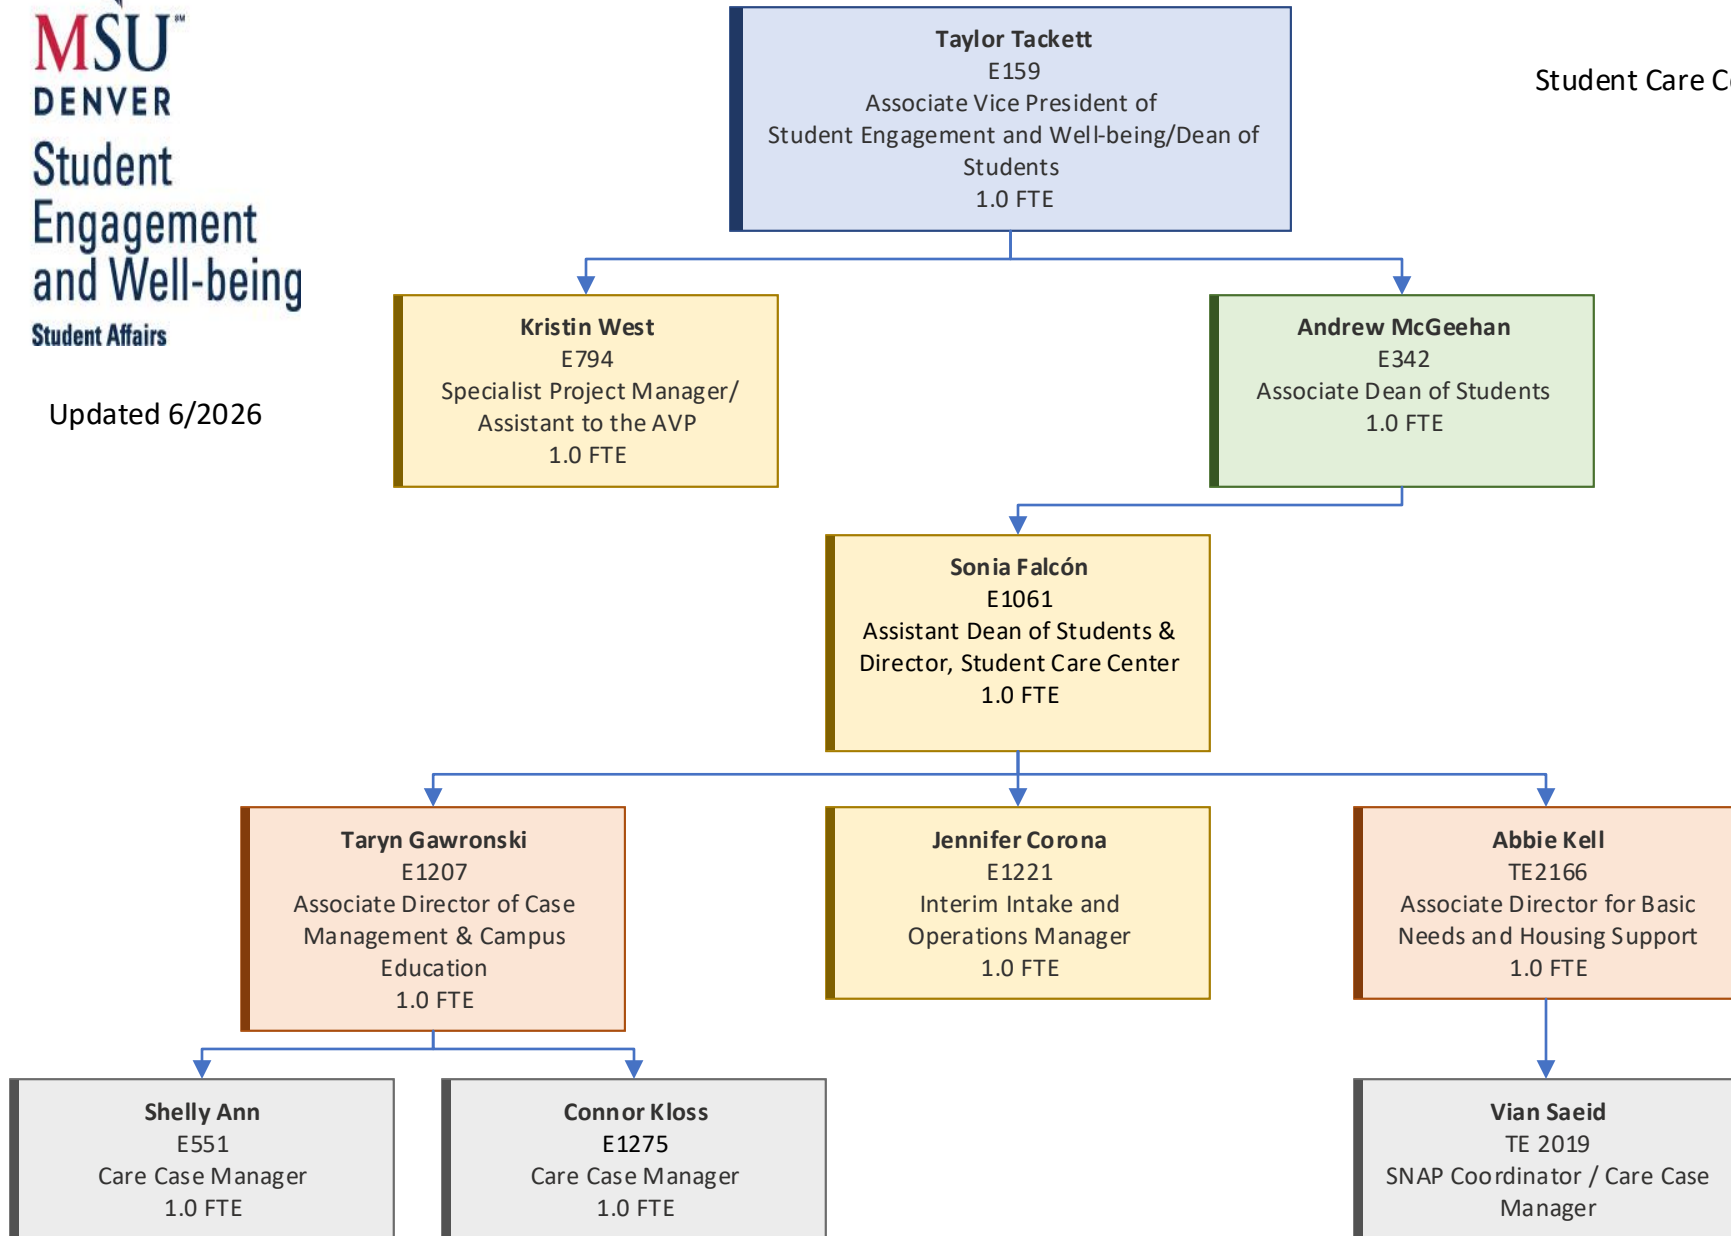 MSU℠
DENVER
Student
Engagement
and Well-being
Student Affairs
Updated 6/2026
Student Care
Taylor Tackett
E159
Associate Vice President of
Student Engagement and Well-being/Dean of
Students
1.0 FTE
Kristin West
E794
Specialist Project Manager/
Assistant to the AVP
1.0 FTE
Andrew McGeehan
E342
Associate Dean of Students
1.0 FTE
Sonia Falcón
E1061
Assistant Dean of Students &
Director, Student Care Center
1.0 FTE
Taryn Gawronski
E1207
Associate Director of Case
Management & Campus
Education
1.0 FTE
Jennifer Corona
E1221
Interim Intake and
Operations Manager
1.0 FTE
Abbie Kell
TE2166
Associate Director for Basic
Needs and Housing Support
1.0 FTE
Shelly Ann
E551
Care Case Manager
1.0 FTE
Connor Kloss
E1275
Care Case Manager
1.0 FTE
Vian Saeid
TE 2019
SNAP Coordinator / Care Case
Manager